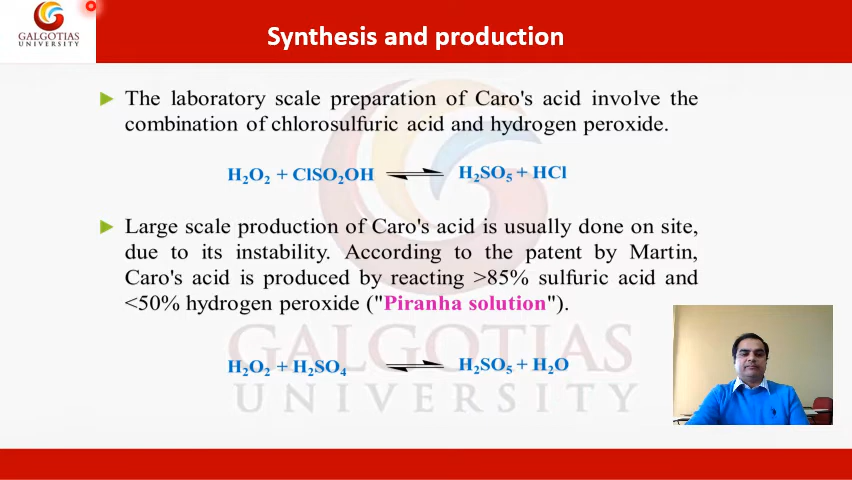 GALGOTIAS
UNIVERSITY
Synthesis and production
The laboratory scale preparation of Caro's acid involve the
combination of chlorosulfuric acid and hydrogen peroxide.
H₂O₂ + ClSO₂OH ⇌ H₂SO₅ + HCl
Large scale production of Caro's acid is usually done on site,
due to its instability. According to the patent by Martin,
Caro's acid is produced by reacting >85% sulfuric acid and
<50% hydrogen peroxide ("Piranha solution").
GALGOTIAS
H₂O₂ + H₂SO₄ ⇌ H₂SO₅ + H₂O
UNIVERSITY